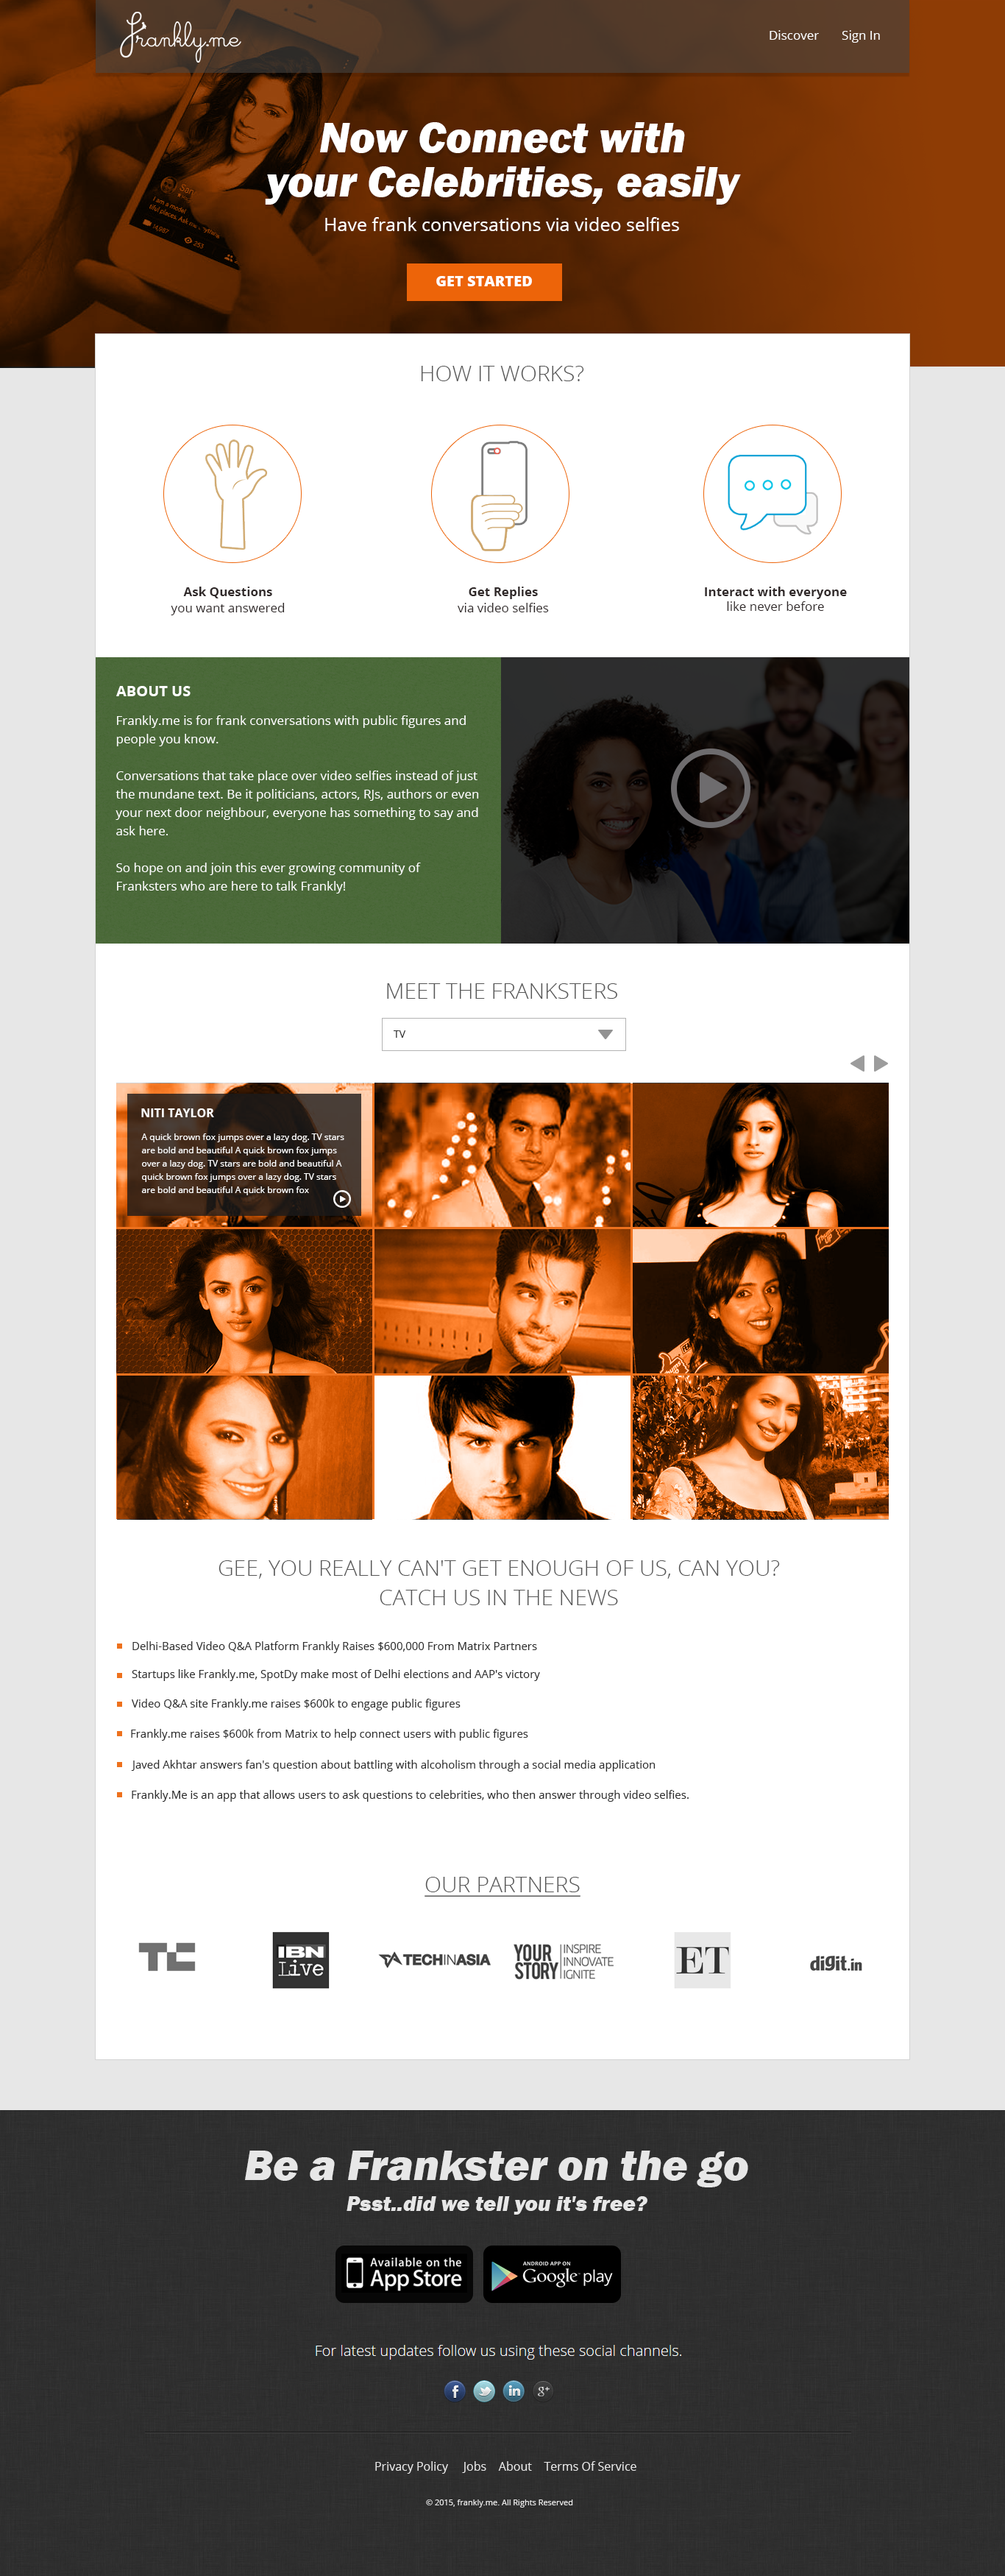 Frankly.me
Discover
Sign In
Now Connect with
your Celebrities, easily
Have frank conversations via video selfies
GET STARTED
San
I am a model
14,987
253
HOW IT WORKS?
Ask Questions
you want answered
Get Replies
via video selfies
Interact with everyone
like never before
ABOUT US
Frankly.me is for frank conversations with public figures and
people you know.
Conversations that take place over video selfies instead of just
the mundane text. Be it politicians, actors, RJs, authors or even
your next door neighbour, everyone has something to say and
ask here.
So hope on and join this ever growing community of
Franksters who are here to talk Frankly!
MEET THE FRANKSTERS
TV
NITI TAYLOR
A quick brown fox jumps over a lazy dog. TV stars
are bold and beautiful A quick brown fox jumps
over a lazy dog. TV stars are bold and beautiful A
quick brown fox jumps over a lazy dog. TV stars
are bold and beautiful A quick brown fox
GEE, YOU REALLY CAN'T GET ENOUGH OF US, CAN YOU?
CATCH US IN THE NEWS
Delhi-Based Video Q&A Platform Frankly Raises $600,000 From Matrix Partners
Startups like Frankly.me, SpotDy make most of Delhi elections and AAP's victory
Video Q&A site Frankly.me raises $600k to engage public figures
Frankly.me raises $600k from Matrix to help connect users with public figures
Javed Akhtar answers fan's question about battling with alcoholism through a social media application
Frankly.Me is an app that allows users to ask questions to celebrities, who then answer through video selfies.
OUR PARTNERS
TC
IBN
Live
TECHINASIA
YOUR
STORY
INSPIRE
INNOVATE
IGNITE
ET
digit.in
Be a Frankster on the go
Psst..did we tell you it's free?
Available on the
App Store
ANDROID APP ON
Google play
For latest updates follow us using these social channels.
f
in
g+
Privacy Policy
Jobs
About
Terms Of Service
© 2015, frankly.me. All Rights Reserved